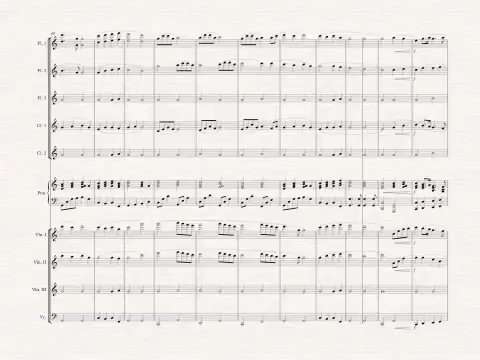 Fl. 1
Fl. 2
Fl. 3
Cl. 1
Cl. 2
Pno.
Vln. I
Vln. II
Vln. III
Vc.